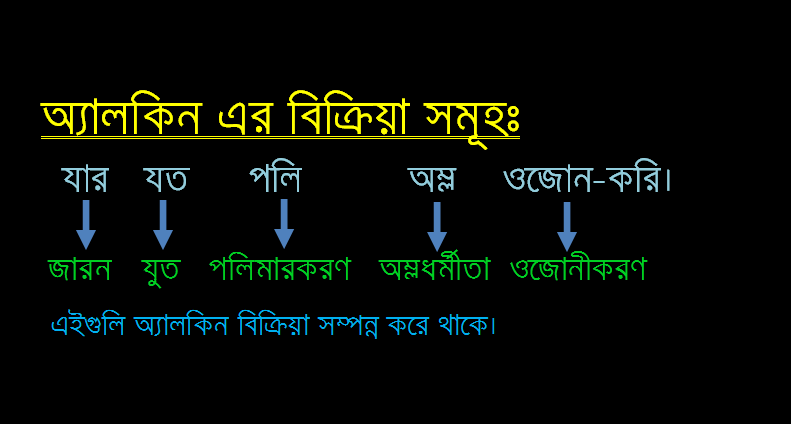 অ্যালকিন এর বিক্রিয়া সমূহঃ
যার যত পলি অম্ল ওজোন-করি।
জারন যুত পলিমারকরণ অম্লধর্মীতা ওজোনীকরণ
এইগুলি অ্যালকিন বিক্রিয়া সম্পন্ন করে থাকে।